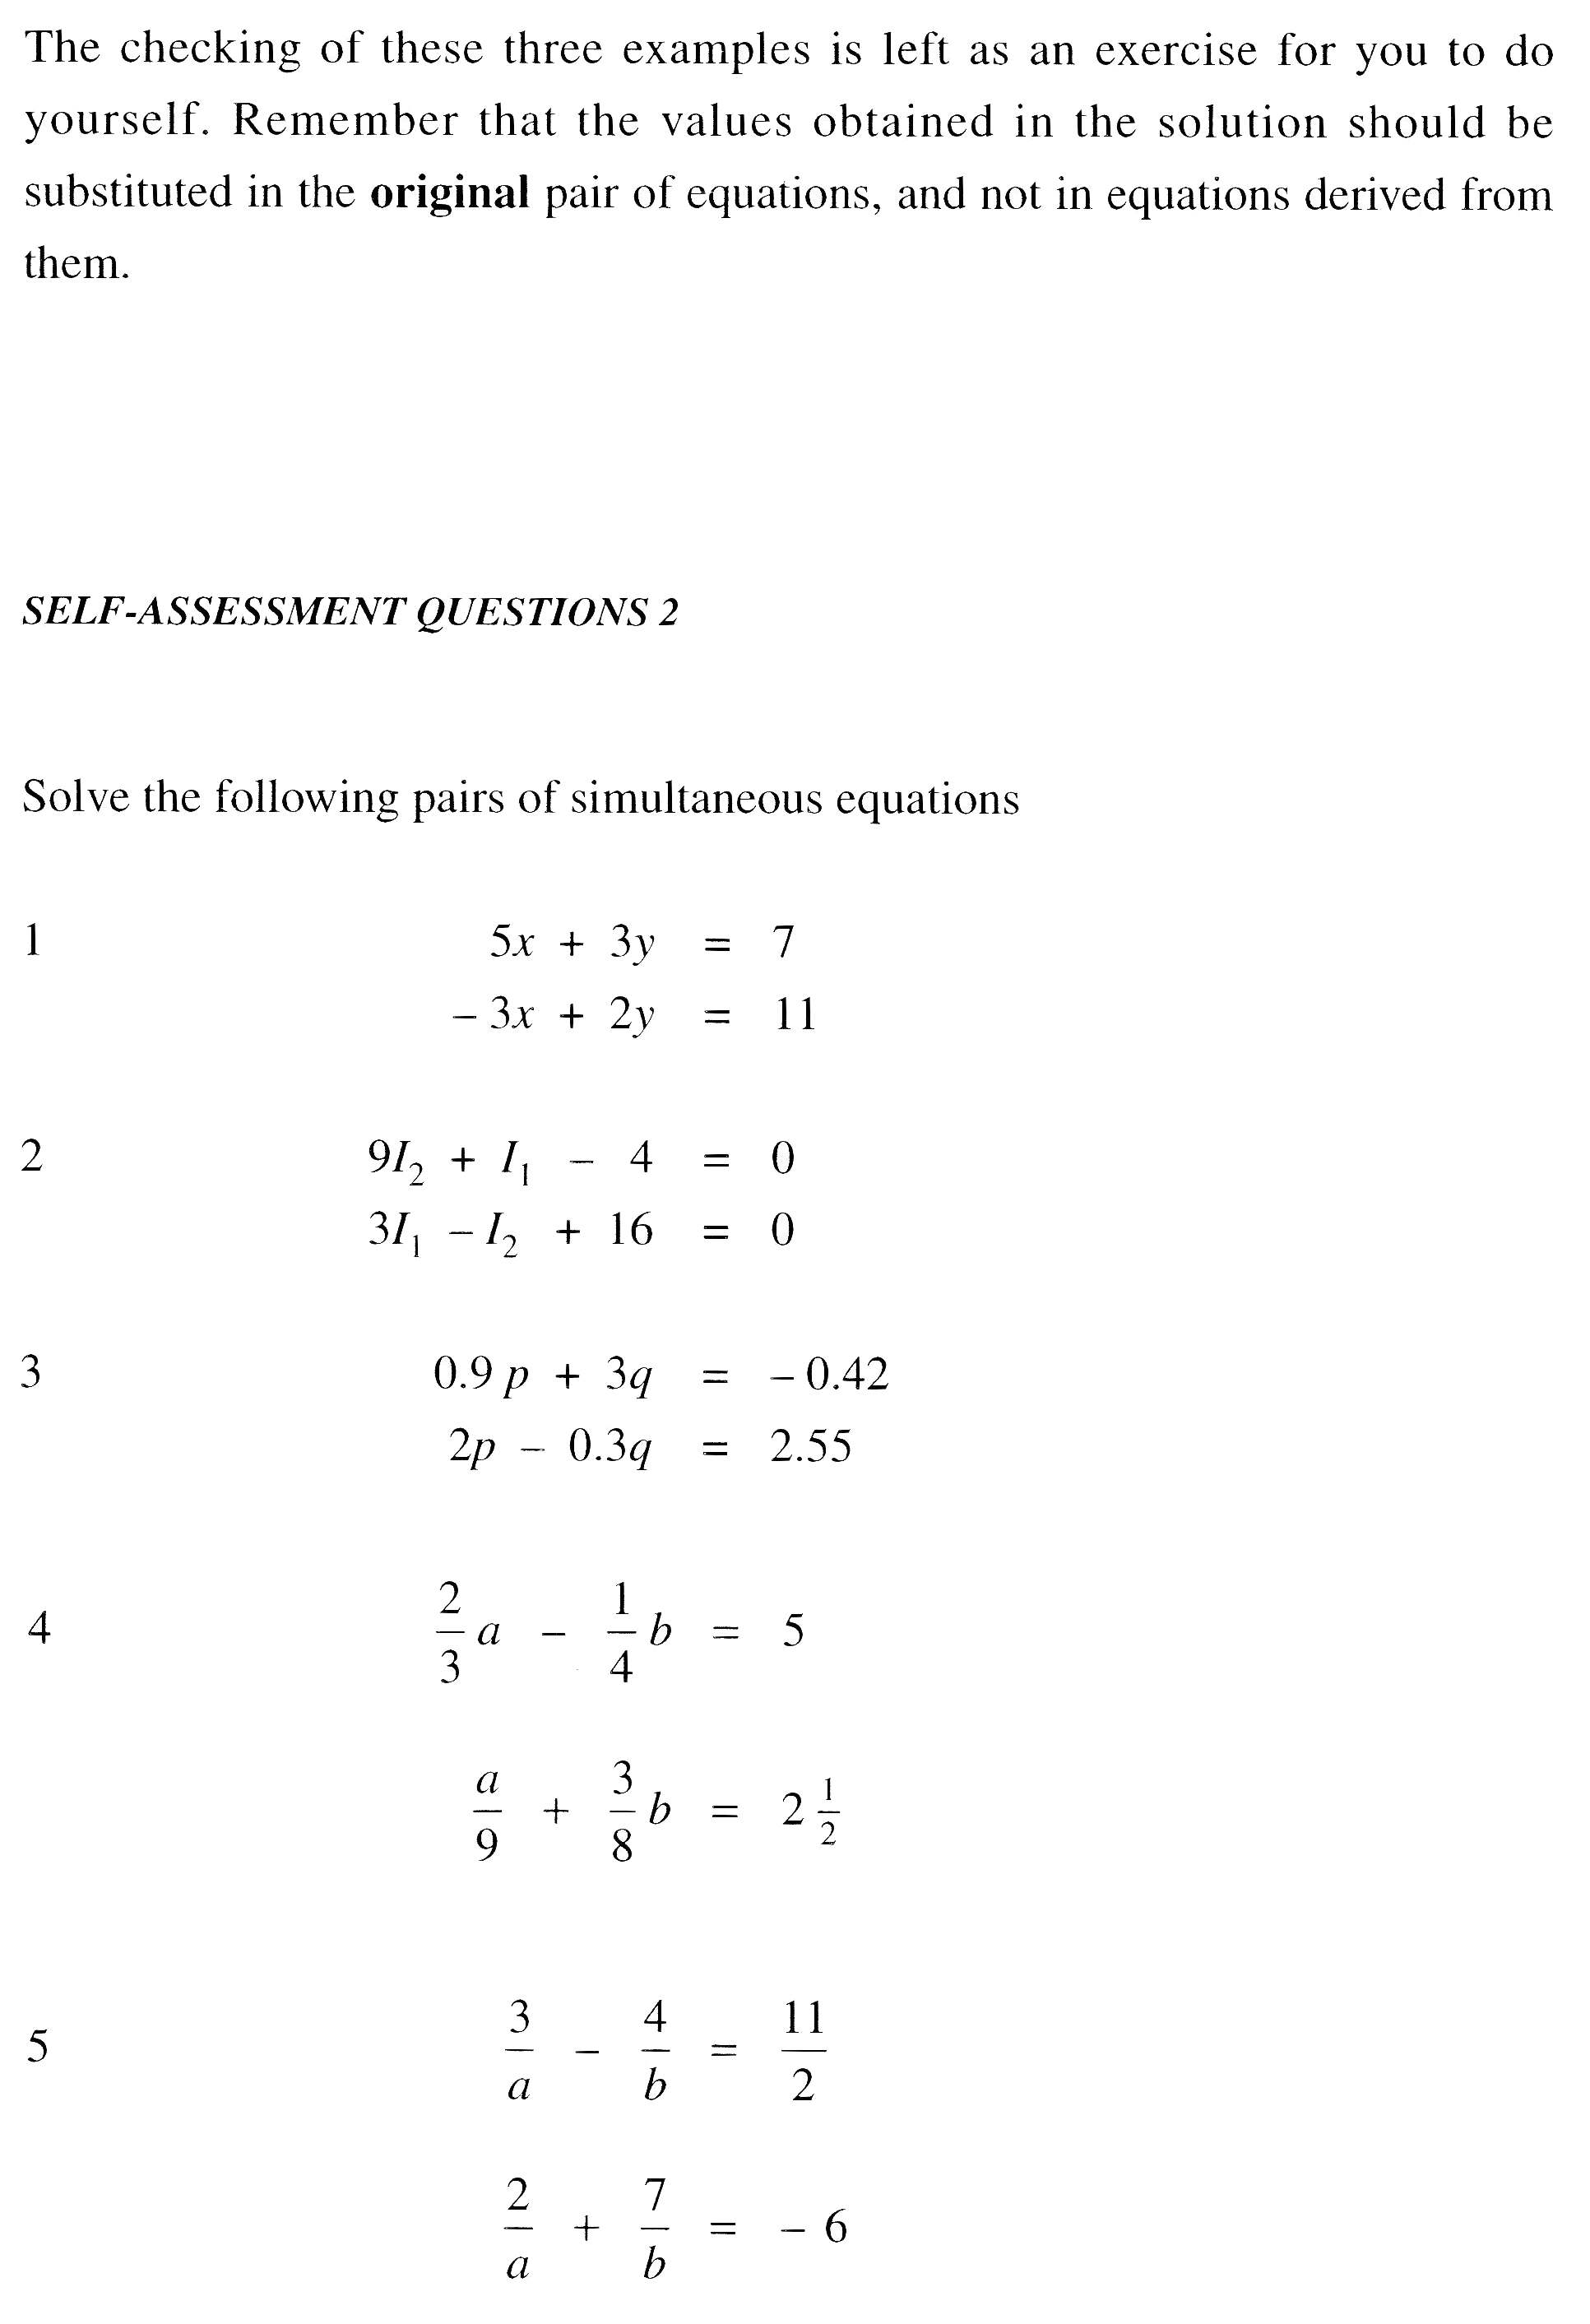 The checking of these three examples is left as an exercise for you to do
yourself. Remember that the values obtained in the solution should be
substituted in the original pair of equations, and not in equations derived from
them.
SELF-ASSESSMENT QUESTIONS 2
Solve the following pairs of simultaneous equations
1 5x + 3y = 7
– 3x + 2y = 11
2 9I₂ + I₁ – 4 = 0
3I₁ – I₂ + 16 = 0
3 0.9 p + 3q = – 0.42
2p – 0.3q = 2.55
4 2/3 a – 1/4 b = 5
a/9 + 3/8 b = 2 1/2
5 3/a – 4/b = 11/2
2/a + 7/b = – 6